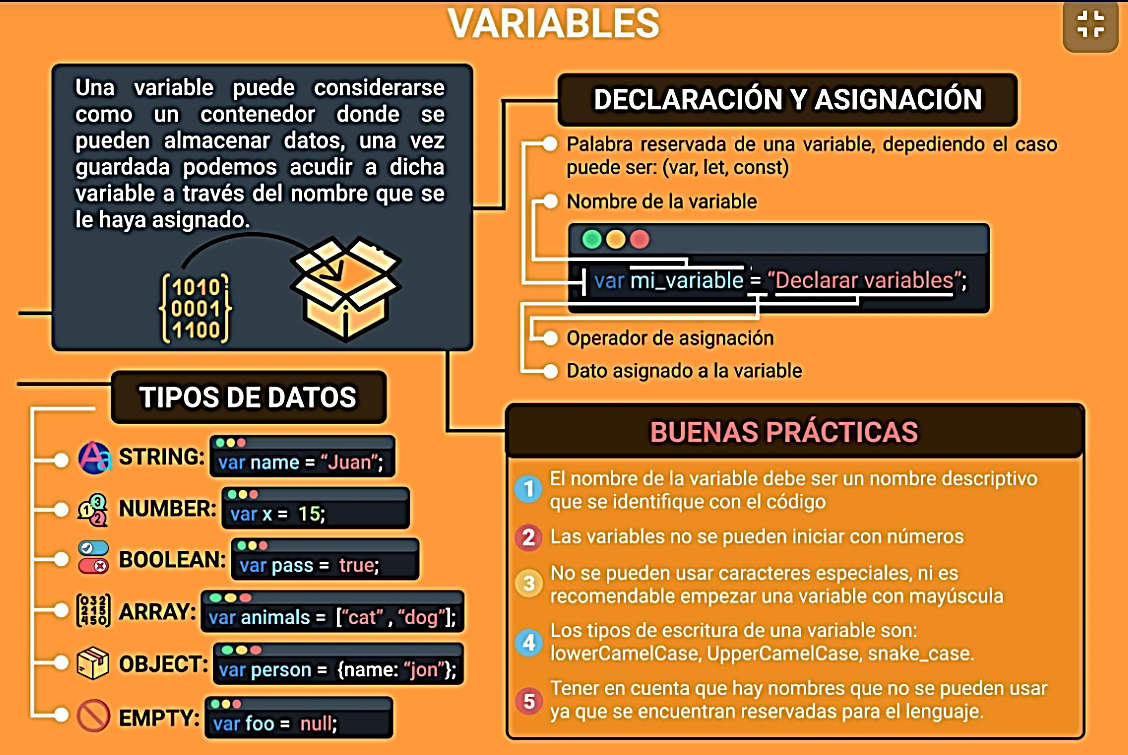 VARIABLES
Una variable puede considerarse
como un contenedor donde se
pueden almacenar datos, una vez
guardada podemos acudir a dicha
variable a través del nombre que se
le haya asignado.
1010
0001
1100
DECLARACIÓN Y ASIGNACIÓN
Palabra reservada de una variable, depediendo el caso
puede ser: (var, let, const)
Nombre de la variable
var mi_variable = “Declarar variables”;
Operador de asignación
Dato asignado a la variable
TIPOS DE DATOS
STRING: var name = “Juan”;
NUMBER: var x = 15;
BOOLEAN: var pass = true;
ARRAY: var animals = [“cat” , “dog”];
OBJECT: var person = {name: “jon”};
EMPTY: var foo = null;
BUENAS PRÁCTICAS
1 El nombre de la variable debe ser un nombre descriptivo
que se identifique con el código
2 Las variables no se pueden iniciar con números
3 No se pueden usar caracteres especiales, ni es
recomendable empezar una variable con mayúscula
4 Los tipos de escritura de una variable son:
lowerCamelCase, UpperCamelCase, snake_case.
5 Tener en cuenta que hay nombres que no se pueden usar
ya que se encuentran reservadas para el lenguaje.